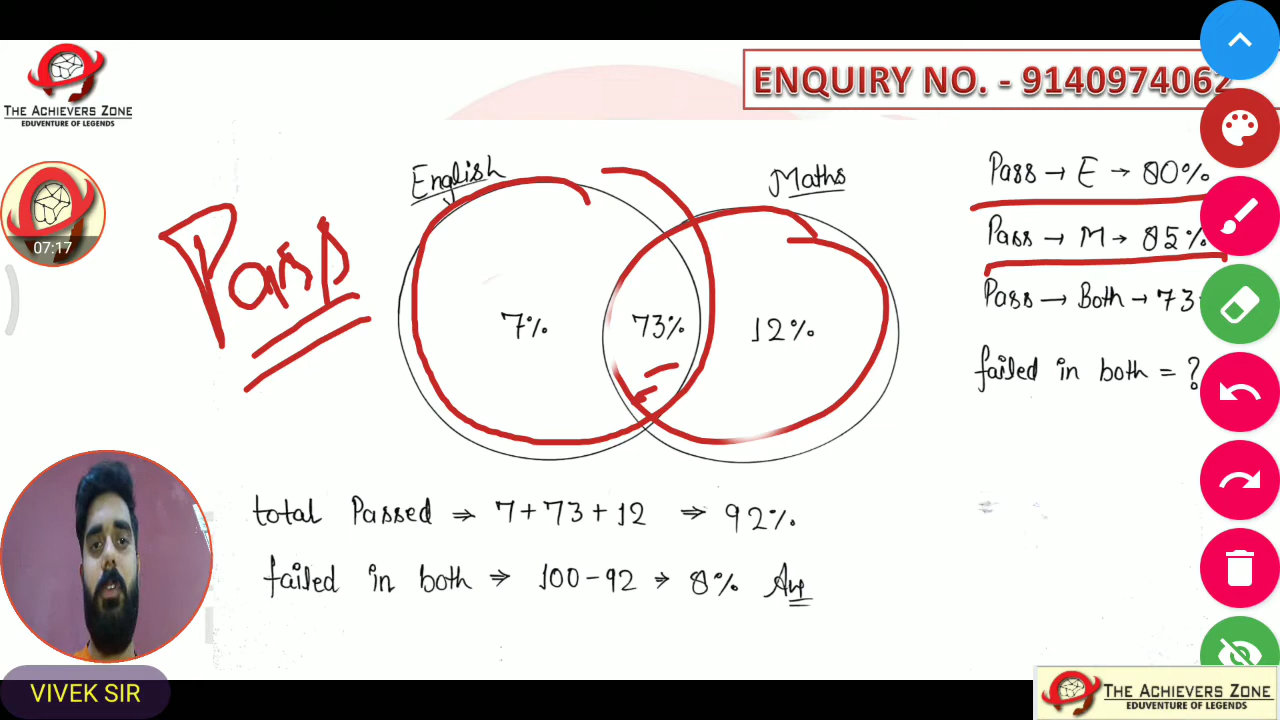 ENQUIRY NO. - 914097406
THE ACHIEVERS ZONE
EDUVENTURE OF LEGENDS
07:17
English
Maths
Pass → E → 80%
Pass → M → 85%
Pass → Both → 73
failed in both = ?
Pass
7%
73%
12%
total Passed ⇒ 7+73+12 ⇒ 92%
failed in both ⇒ 100-92 ⇒ 8% Ans
VIVEK SIR
THE ACHIEVERS ZONE
EDUVENTURE OF LEGENDS